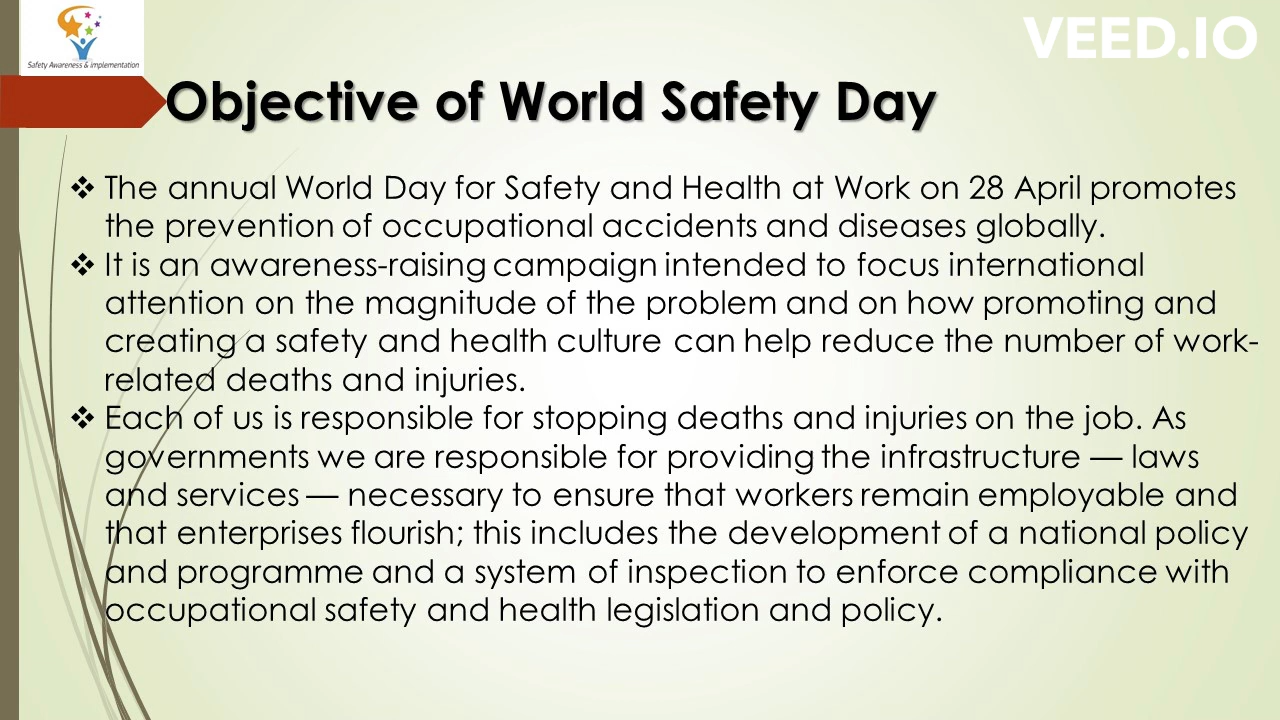 VEED.IO
Safety Awareness & implementation
Objective of World Safety Day
❖ The annual World Day for Safety and Health at Work on 28 April promotes
the prevention of occupational accidents and diseases globally.
❖ It is an awareness-raising campaign intended to focus international
attention on the magnitude of the problem and on how promoting and
creating a safety and health culture can help reduce the number of work-
related deaths and injuries.
❖ Each of us is responsible for stopping deaths and injuries on the job. As
governments we are responsible for providing the infrastructure — laws
and services — necessary to ensure that workers remain employable and
that enterprises flourish; this includes the development of a national policy
and programme and a system of inspection to enforce compliance with
occupational safety and health legislation and policy.